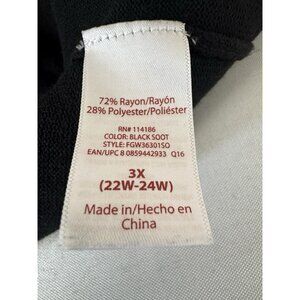 72% Rayon/Rayón
28% Polyester/Poliéster
RN# 114186
COLOR: BLACK SOOT
STYLE: FGW36301SO
EAN/UPC 8 0859442933 Q16
3X
(22W-24W)
Made in/Hecho en
China